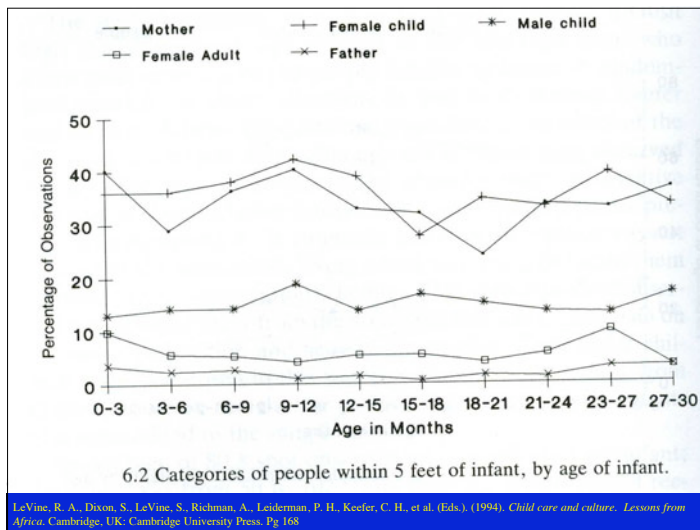 Mother
Female child
Male child
Female Adult
Father
Percentage of Observations
50
40
30
20
10
0
0-3 3-6 6-9 9-12 12-15 15-18 18-21 21-24 23-27 27-30
Age in Months
6.2 Categories of people within 5 feet of infant, by age of infant.
LeVine, R. A., Dixon, S., LeVine, S., Richman, A., Leiderman, P. H., Keefer, C. H., et al. (Eds.). (1994). Child care and culture. Lessons from
Africa. Cambridge, UK: Cambridge University Press. Pg 168